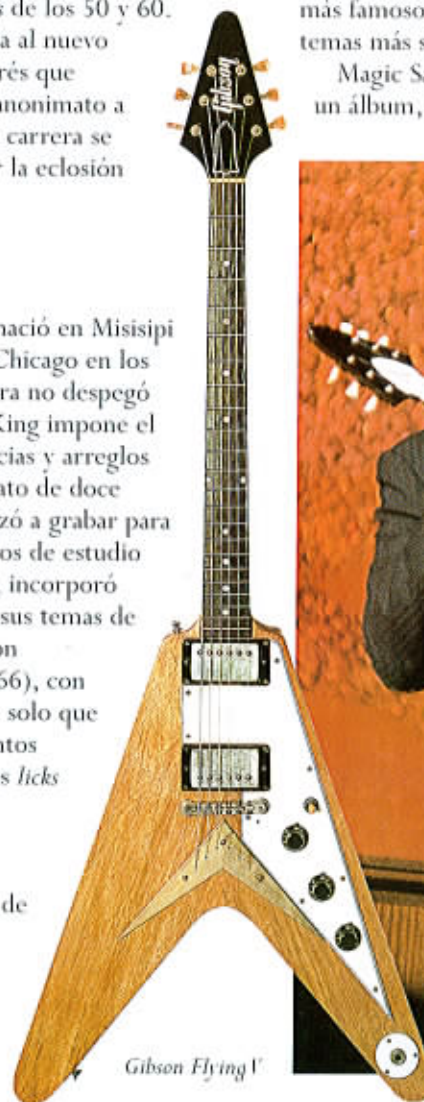 s de los 50 y 60.
a al nuevo
rés que
anonimato a
carrera se
r la eclosión
nació en Misisipi
Chicago en los
ra no despegó
King impone el
cias y arreglos
ato de doce
zó a grabar para
os de estudio
incorporó
sus temas de
on
66), con
solo que
ntos
s licks
de
más famoso
temas más s
Magic Sa
un álbum,
Gibson
Gibson Flying V